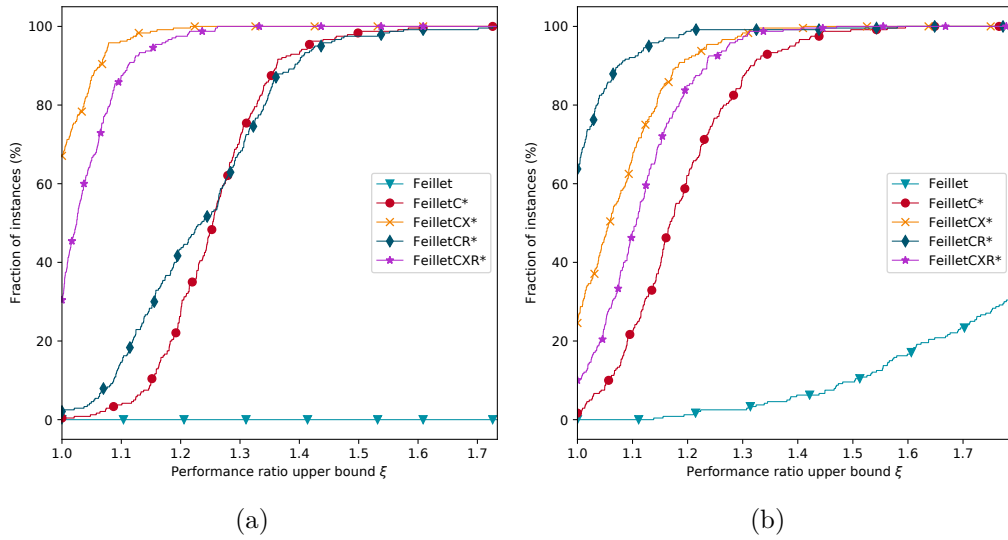 100
80
60
40
20
0
Fraction of instances (%)
Feillet
FeilletC*
FeilletCX*
FeilletCR*
FeilletCXR*
1.0 1.1 1.2 1.3 1.4 1.5 1.6 1.7
Performance ratio upper bound ξ
(a)
100
80
60
40
20
0
Fraction of instances (%)
Feillet
FeilletC*
FeilletCX*
FeilletCR*
FeilletCXR*
1.0 1.1 1.2 1.3 1.4 1.5 1.6 1.7
Performance ratio upper bound ξ
(b)